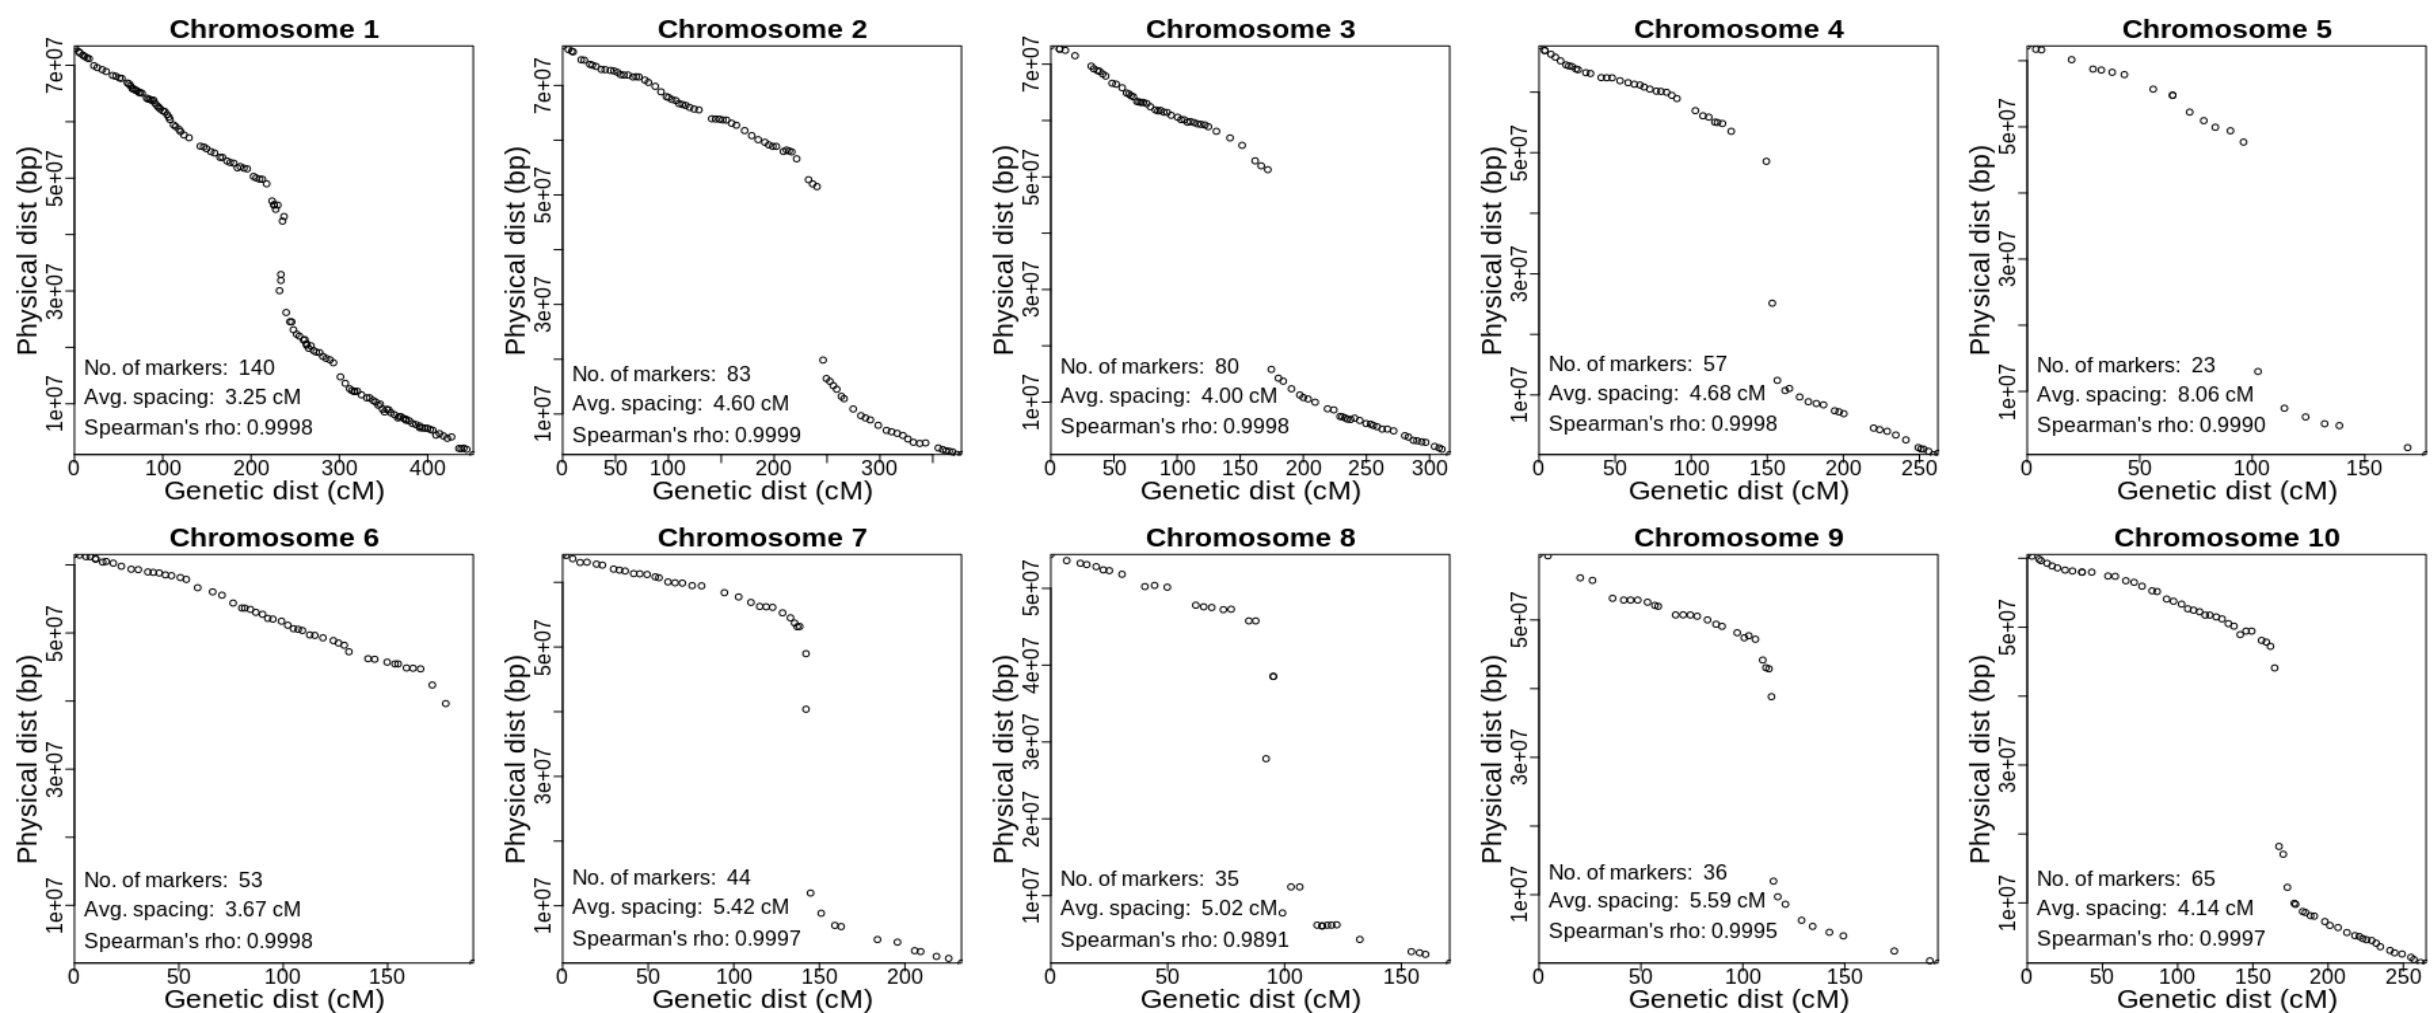 Chromosome 1
Physical dist (bp)
1e+07 3e+07 5e+07 7e+07
No. of markers: 140
Avg. spacing: 3.25 cM
Spearman's rho: 0.9998
0 100 200 300 400
Genetic dist (cM)
Chromosome 2
Physical dist (bp)
1e+07 3e+07 5e+07 7e+07
No. of markers: 83
Avg. spacing: 4.60 cM
Spearman's rho: 0.9999
0 50 100 200 300
Genetic dist (cM)
Chromosome 3
Physical dist (bp)
1e+07 3e+07 5e+07 7e+07
No. of markers: 80
Avg. spacing: 4.00 cM
Spearman's rho: 0.9998
0 50 100 150 200 250 300
Genetic dist (cM)
Chromosome 4
Physical dist (bp)
1e+07 3e+07 5e+07
No. of markers: 57
Avg. spacing: 4.68 cM
Spearman's rho: 0.9998
0 50 100 150 200 250
Genetic dist (cM)
Chromosome 5
Physical dist (bp)
1e+07 3e+07 5e+07
No. of markers: 23
Avg. spacing: 8.06 cM
Spearman's rho: 0.9990
0 50 100 150
Genetic dist (cM)
Chromosome 6
Physical dist (bp)
1e+07 3e+07 5e+07
No. of markers: 53
Avg. spacing: 3.67 cM
Spearman's rho: 0.9998
0 50 100 150
Genetic dist (cM)
Chromosome 7
Physical dist (bp)
1e+07 3e+07 5e+07
No. of markers: 44
Avg. spacing: 5.42 cM
Spearman's rho: 0.9997
0 50 100 150 200
Genetic dist (cM)
Chromosome 8
Physical dist (bp)
1e+07 2e+07 3e+07 4e+07 5e+07
No. of markers: 35
Avg. spacing: 5.02 cM
Spearman's rho: 0.9891
0 50 100 150
Genetic dist (cM)
Chromosome 9
Physical dist (bp)
1e+07 3e+07 5e+07
No. of markers: 36
Avg. spacing: 5.59 cM
Spearman's rho: 0.9995
0 50 100 150
Genetic dist (cM)
Chromosome 10
Physical dist (bp)
1e+07 3e+07 5e+07
No. of markers: 65
Avg. spacing: 4.14 cM
Spearman's rho: 0.9997
0 50 100 150 200 250
Genetic dist (cM)